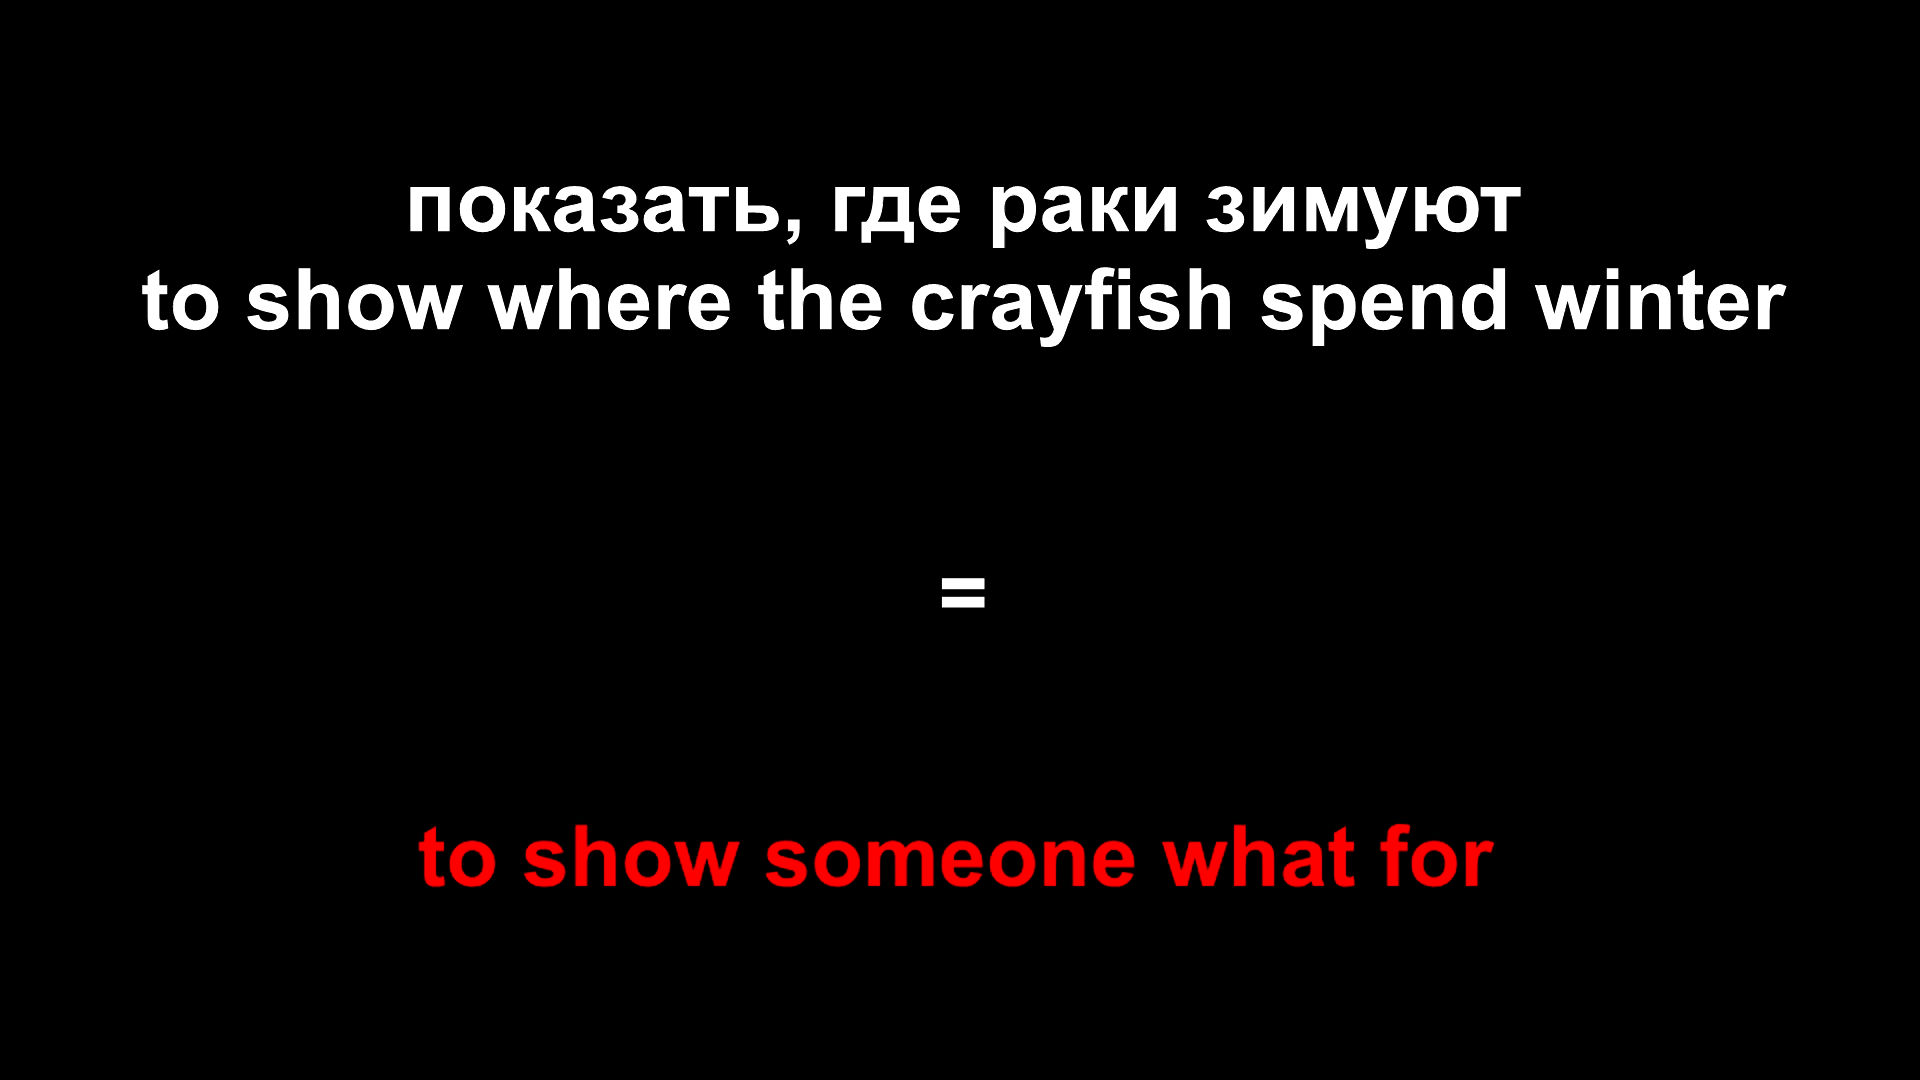 показать, где раки зимуют
to show where the crayfish spend winter
=
to show someone what for